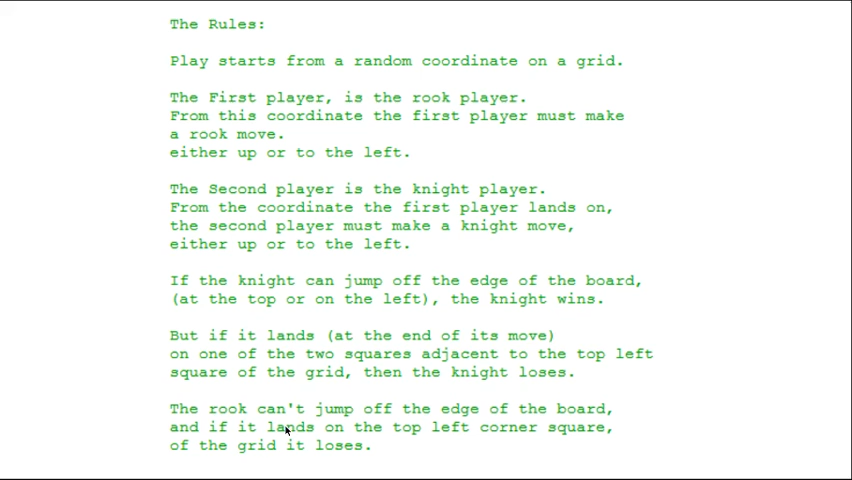 The Rules:
Play starts from a random coordinate on a grid.
The First player, is the rook player.
From this coordinate the first player must make
a rook move.
either up or to the left.
The Second player is the knight player.
From the coordinate the first player lands on,
the second player must make a knight move,
either up or to the left.
If the knight can jump off the edge of the board,
(at the top or on the left), the knight wins.
But if it lands (at the end of its move)
on one of the two squares adjacent to the top left
square of the grid, then the knight loses.
The rook can't jump off the edge of the board,
and if it lands on the top left corner square,
of the grid it loses.